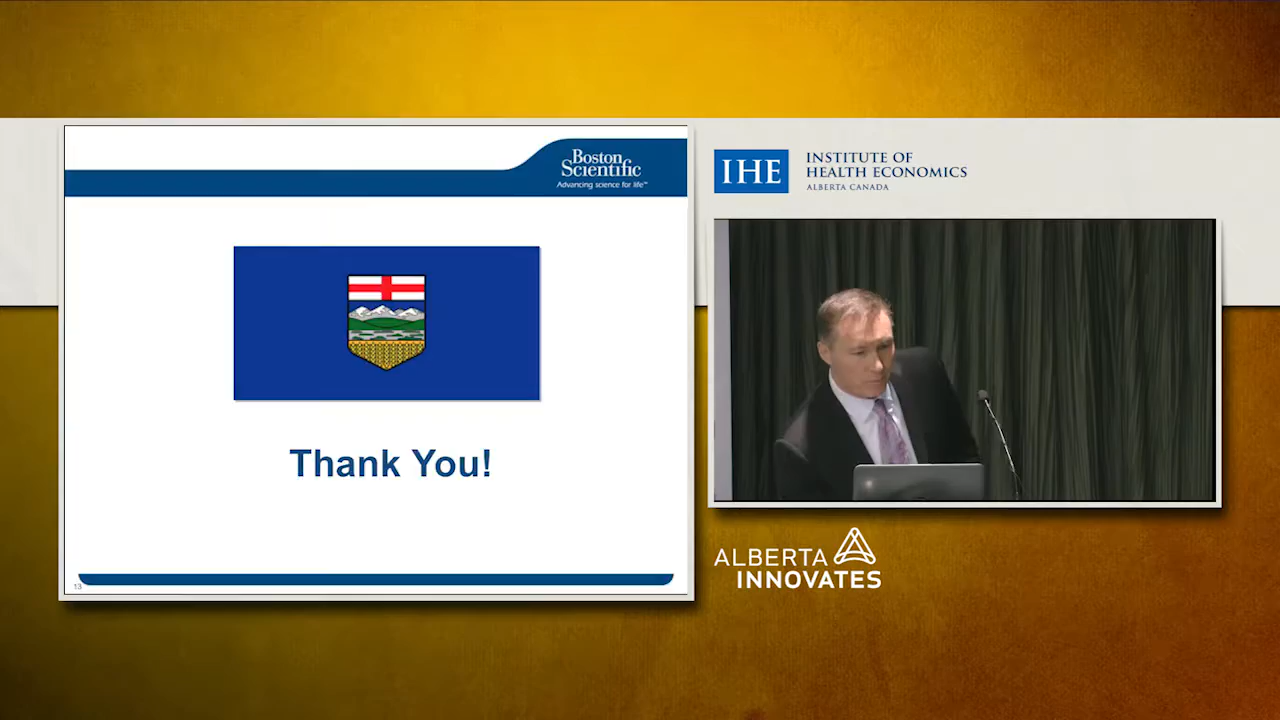 Boston
Scientific
Advancing science for life™
Thank You!
13
IHE
INSTITUTE OF
HEALTH ECONOMICS
ALBERTA CANADA
ALBERTA
INNOVATES